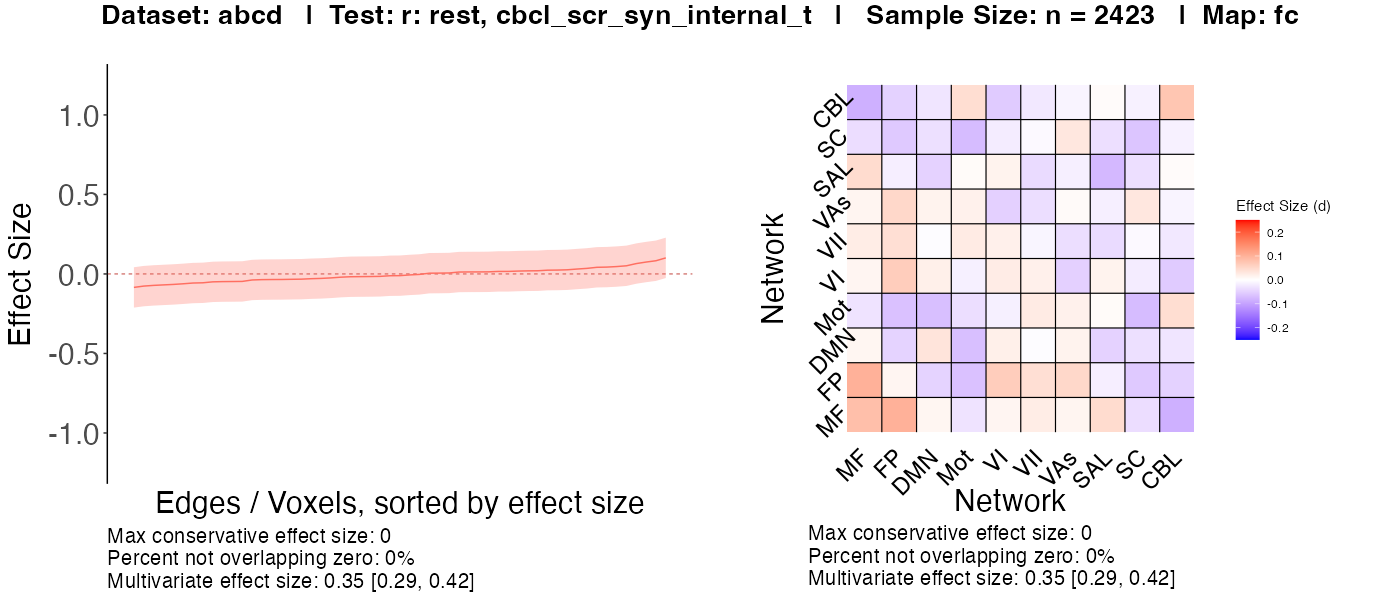 Dataset: abcd | Test: r: rest, cbcl_scr_syn_internal_t | Sample Size: n = 2423 | Map: fc
Effect Size
1.0
0.5
0.0
-0.5
-1.0
Edges / Voxels, sorted by effect size
Max conservative effect size: 0
Percent not overlapping zero: 0%
Multivariate effect size: 0.35 [0.29, 0.42]
Network
CBL
SC
SAL
VAs
VII
VI
Mot
DMN
FP
MF
MF
FP
DMN
Mot
VI
VII
VAs
SAL
SC
CBL
Network
Max conservative effect size: 0
Percent not overlapping zero: 0%
Multivariate effect size: 0.35 [0.29, 0.42]
Effect Size (d)
0.2
0.1
0.0
-0.1
-0.2